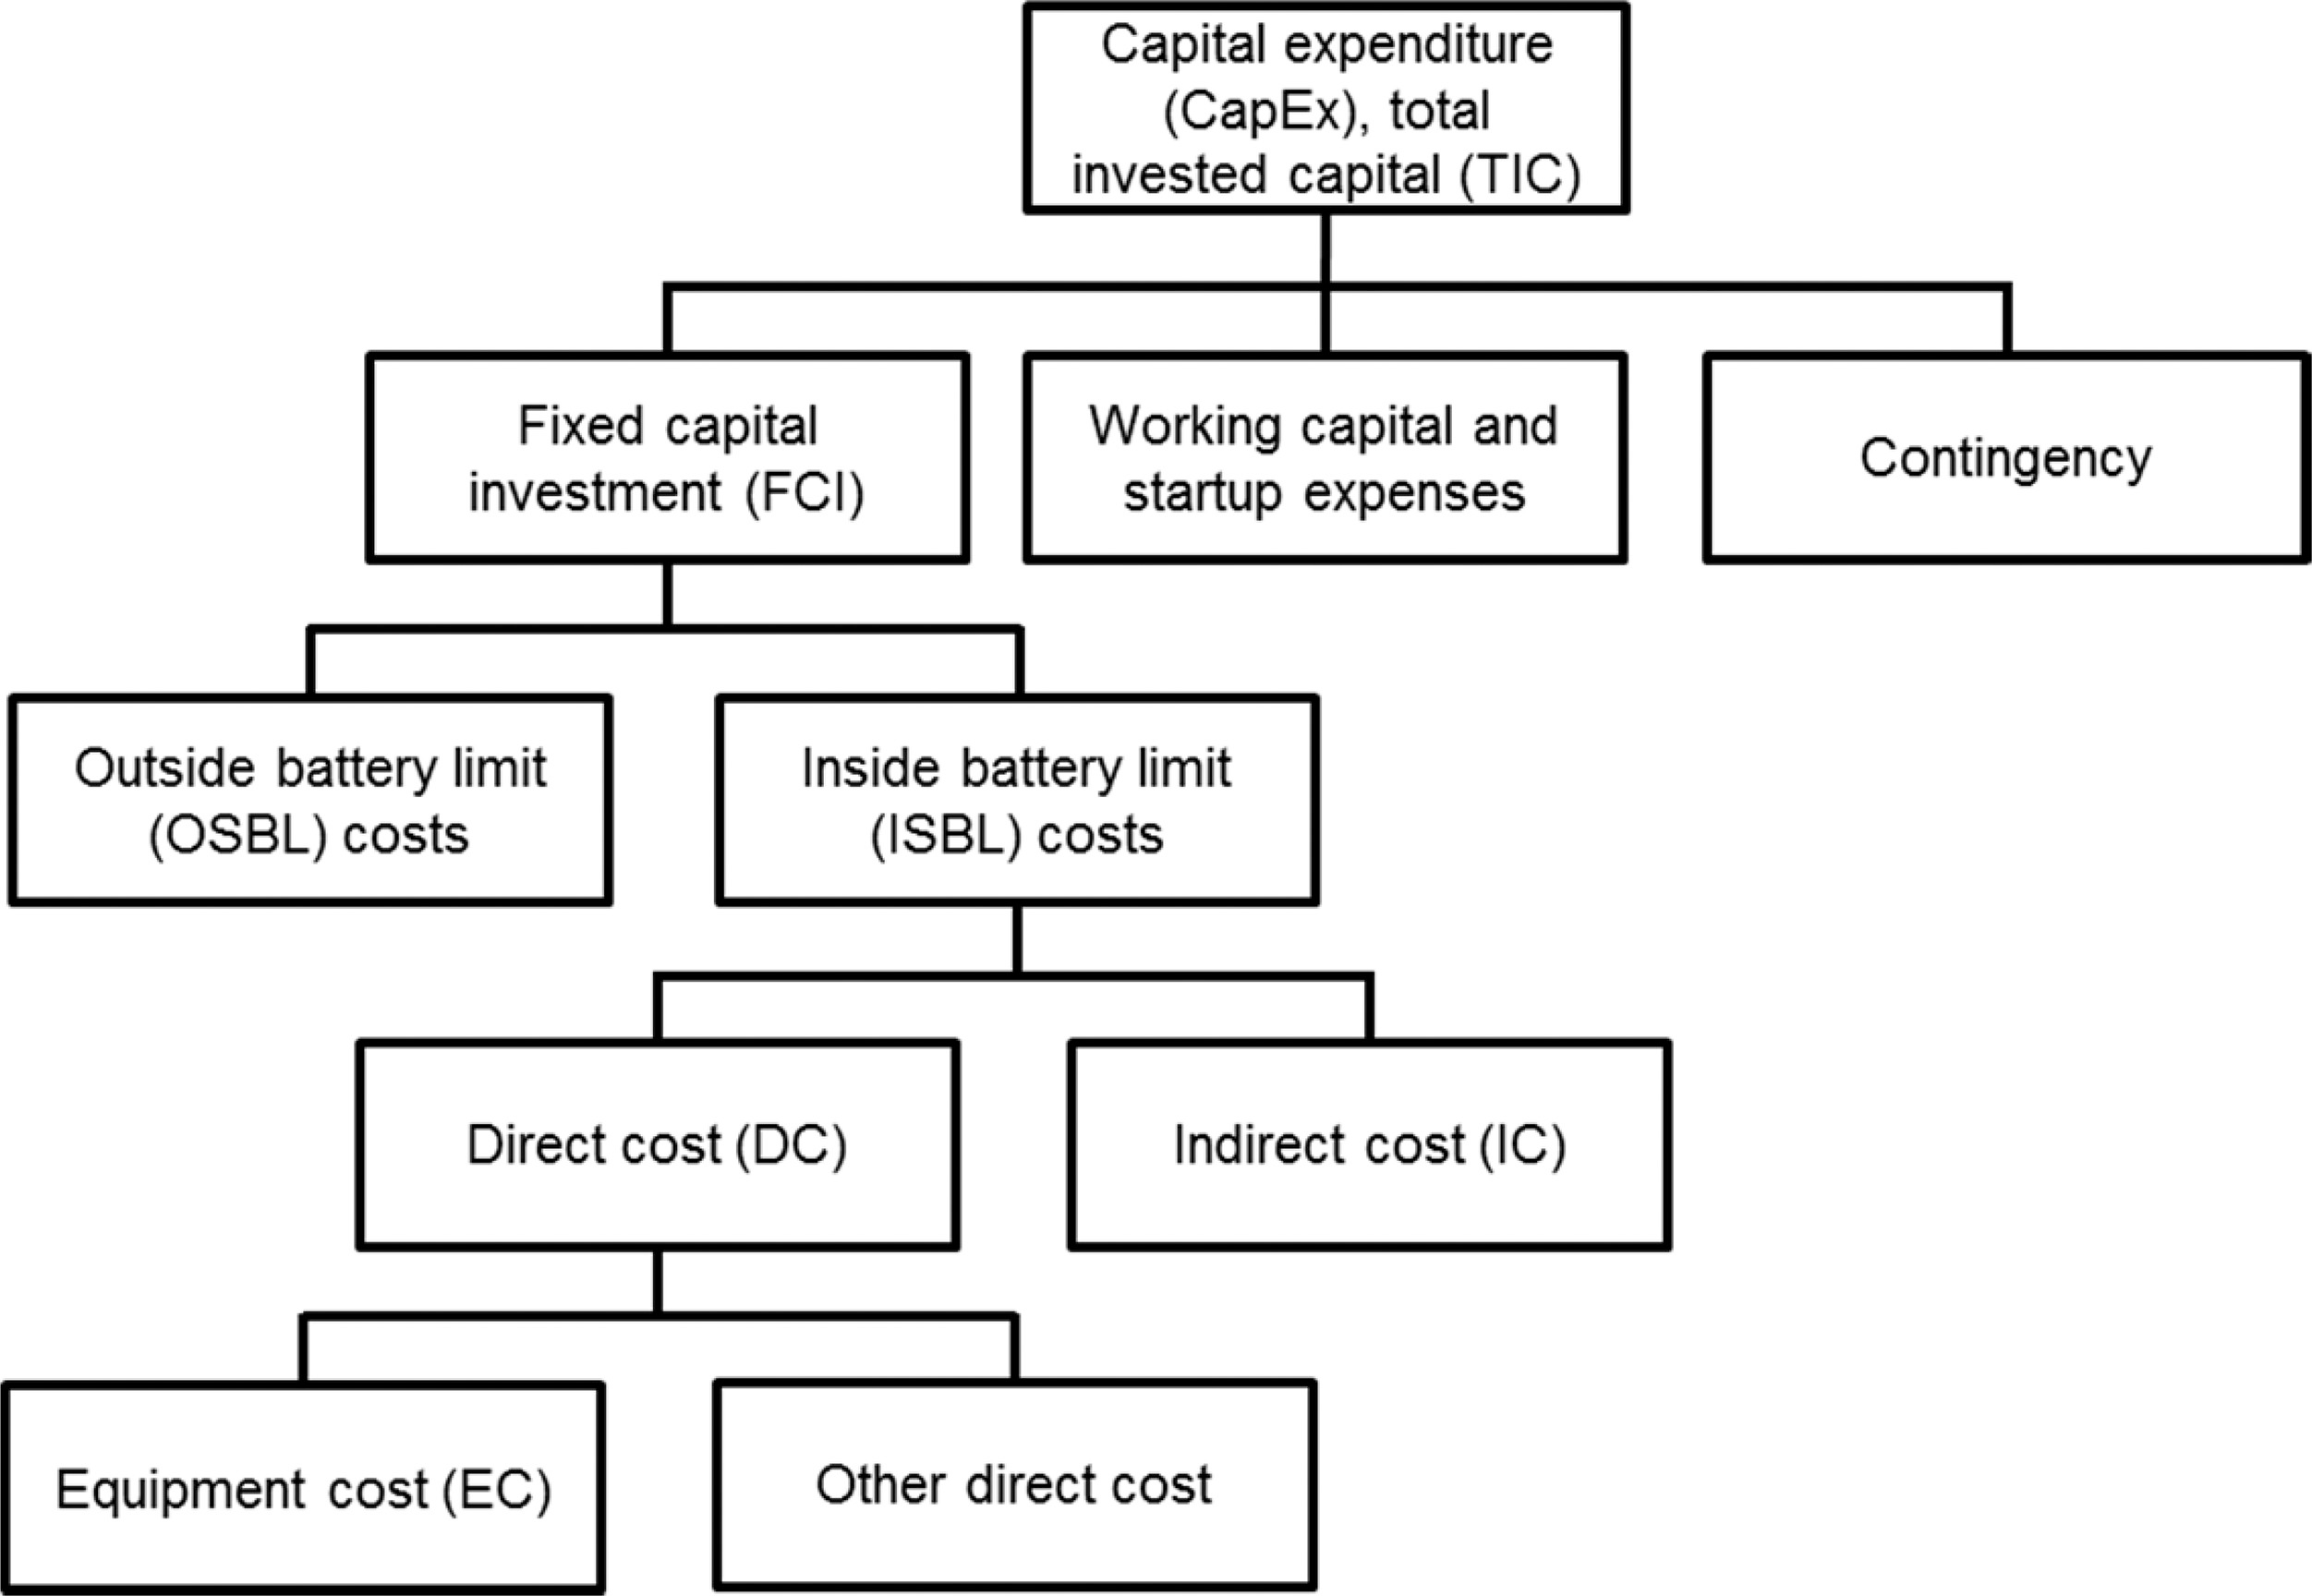 Capital expenditure
(CapEx), total
invested capital (TIC)
Fixed capital
investment (FCI)
Working capital and
startup expenses
Contingency
Outside battery limit
(OSBL) costs
Inside battery limit
(ISBL) costs
Direct cost (DC)
Indirect cost (IC)
Equipment cost (EC)
Other direct cost